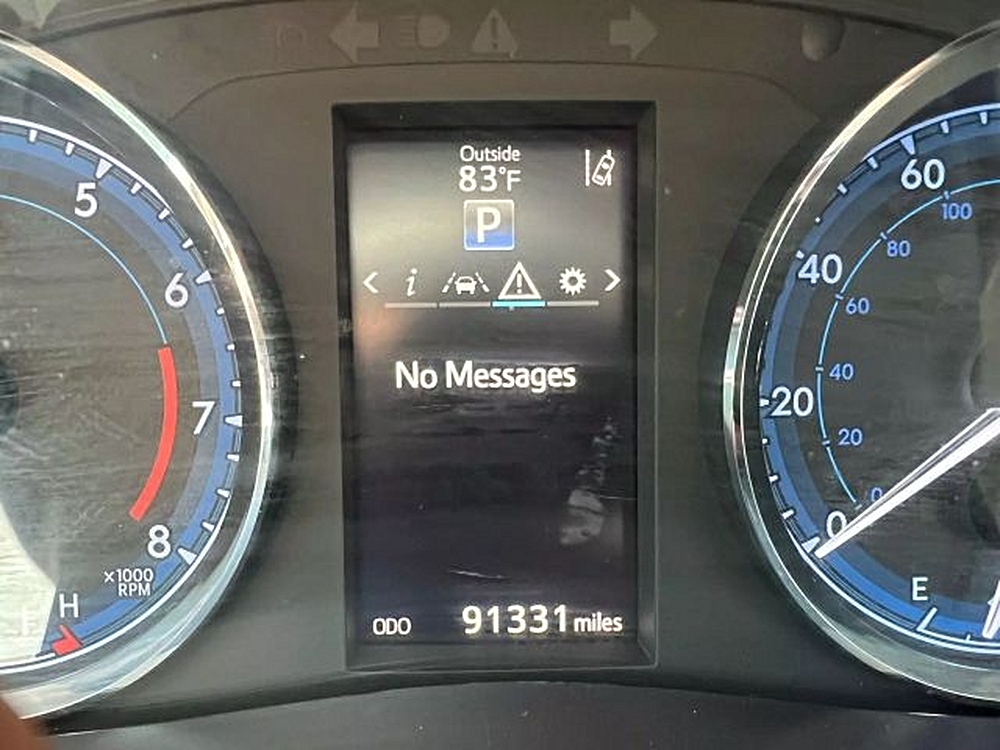 Outside
83°F
P
i
No Messages
ODO 91331 miles
5
6
7
8
x1000
RPM
H
60
40
20
0
100
80
60
40
20
0
E